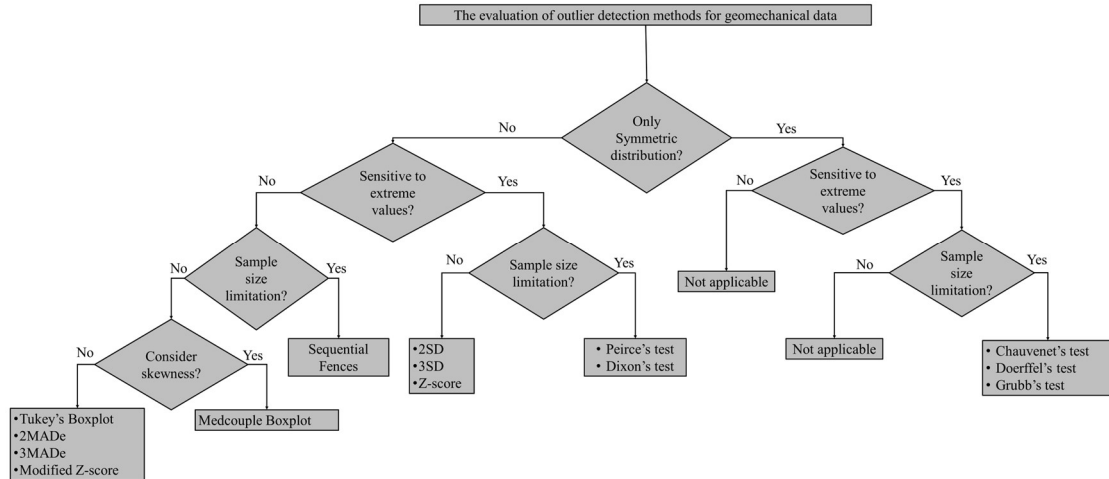 The evaluation of outlier detection methods for geomechanical data
Only
Symmetric
distribution?
No
Yes
Sensitive to
extreme
values?
No
Yes
Sensitive to
extreme
values?
No
Yes
Sample
size
limitation?
No
Yes
Sample size
limitation?
No
Yes
Not applicable
Sample
size
limitation?
No
Yes
Consider
skewness?
No
Yes
Sequential
Fences
•2SD
•3SD
•Z-score
• Peirce's test
• Dixon's test
Not applicable
• Chauvenet's test
• Doerffel's test
• Grubb's test
•Tukey's Boxplot
•2MADe
•3MADe
•Modified Z-score
Medcouple Boxplot